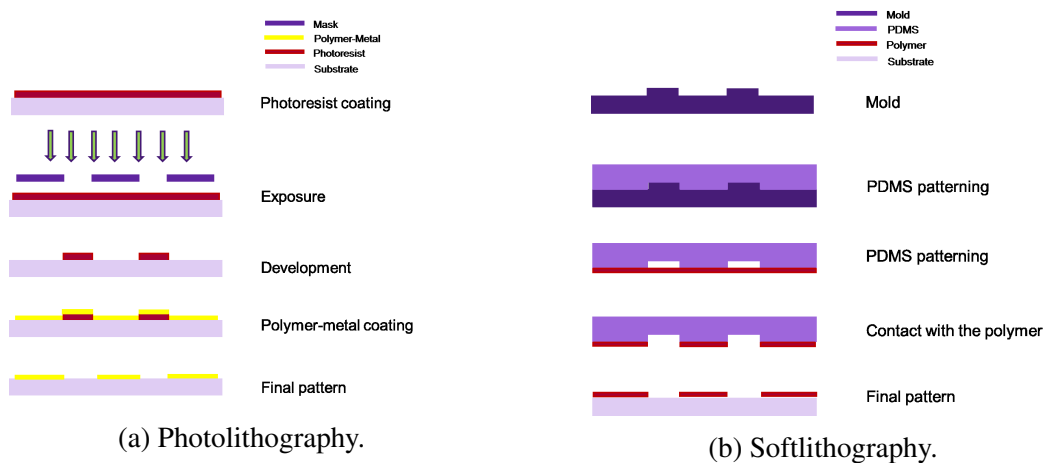 Mask
Polymer-Metal
Photoresist
Substrate
Photoresist coating
Exposure
Development
Polymer-metal coating
Final pattern
(a) Photolithography.
Mold
PDMS
Polymer
Substrate
Mold
PDMS patterning
PDMS patterning
Contact with the polymer
Final pattern
(b) Softlithography.